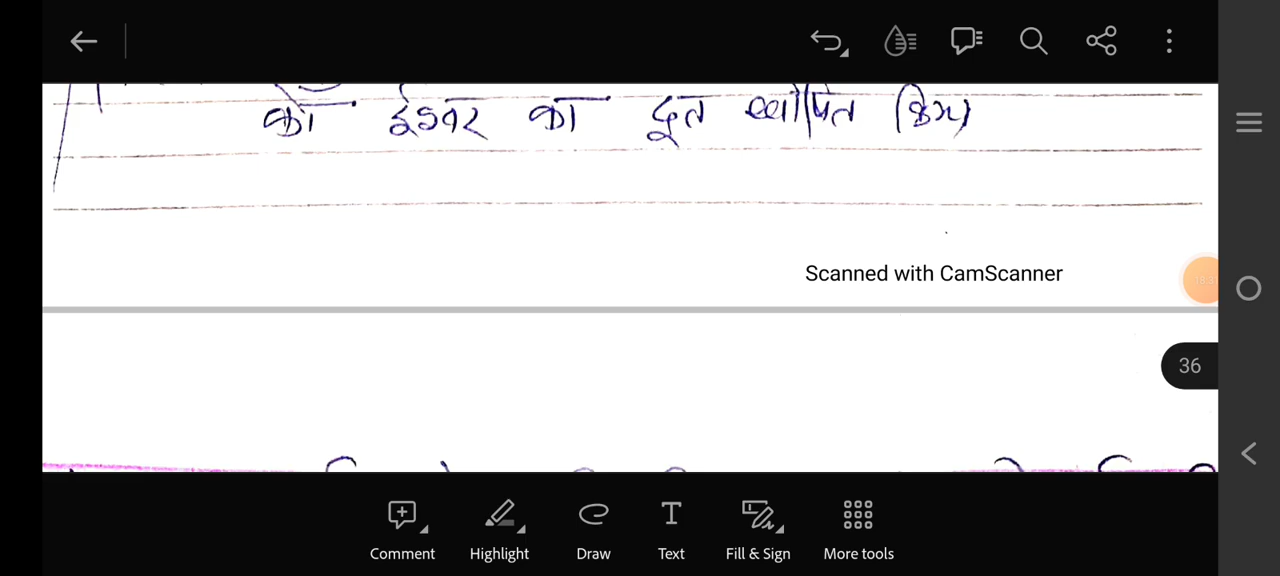 को ईश्वर का दूत घोषित किया
Scanned with CamScanner
36
Comment Highlight Draw Text Fill & Sign More tools